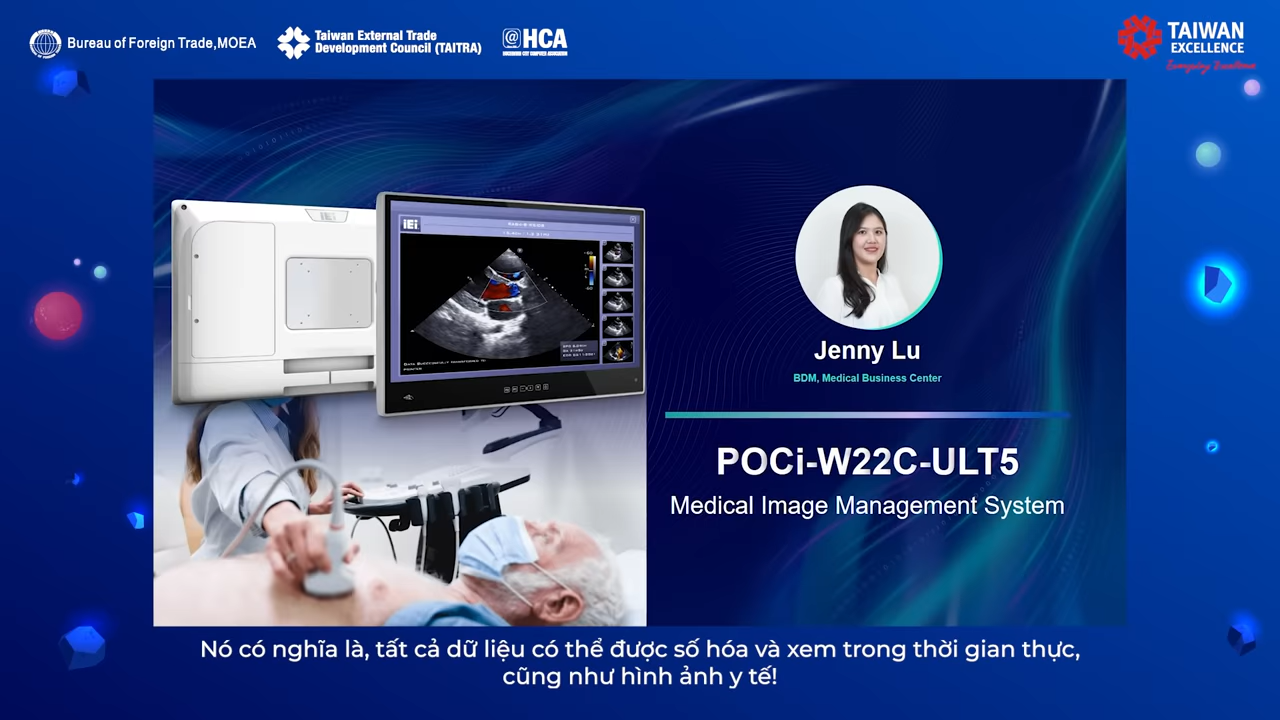 Bureau of Foreign Trade,MOEA
Taiwan External Trade
Development Council (TAITRA)
@HCA
TAIWAN
EXCELLENCE
Everyday Excellence
iEi
Jenny Lu
BDM, Medical Business Center
POCi-W22C-ULT5
Medical Image Management System
Nó có nghĩa là, tất cả dữ liệu có thể được số hóa và xem trong thời gian thực,
cũng như hình ảnh y tế!